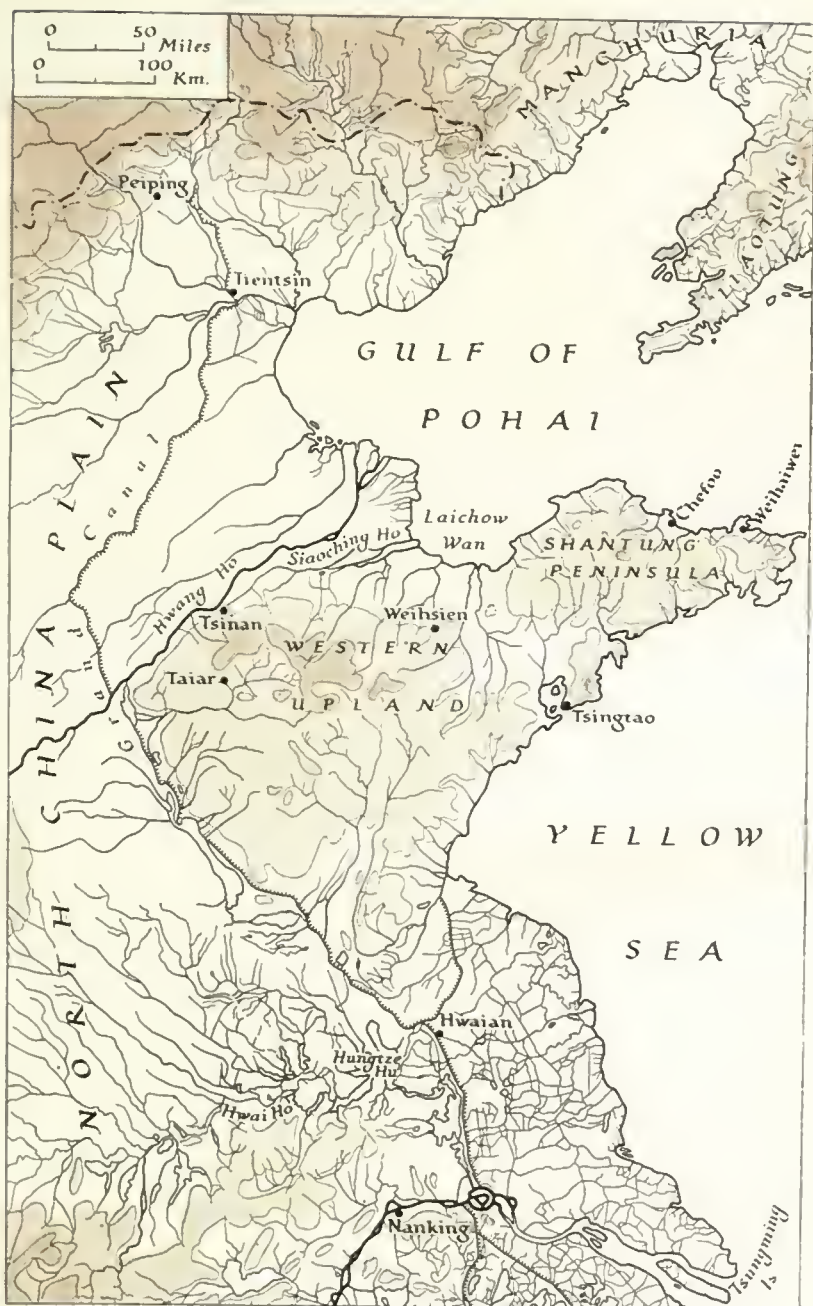 0 50 Miles
0 100 Km.
MANCHURIA
Peiping
LIAOTUNG
Tientsin
GULF OF
POHAI
NORTH CHINA PLAIN
Grand Canal
Chefoo
Weihaiwei
Laichow
Wan
SHANTUNG
PENINSULA
Siaoching Ho
Hwang Ho
Tsinan
Weihsien
WESTERN
UPLAND
Taiar
Tsingtao
YELLOW
SEA
Hwaian
Hungtze
Hu
Hwai Ho
Nanking
Tsungming
Is